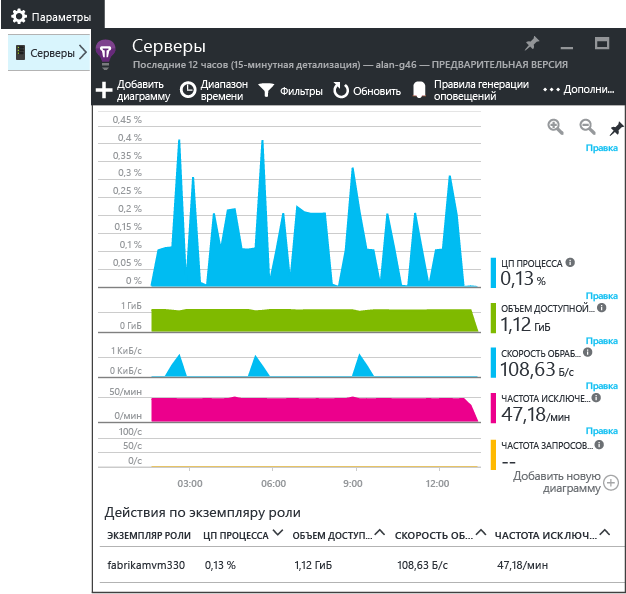 Параметры
Серверы
Серверы
Последние 12 часов (15-минутная детализация) — alan-g46 — ПРЕДВАРИТЕЛЬНАЯ ВЕРСИЯ
Добавить
диаграмму
Диапазон
времени
Фильтры
Обновить
Правила генерации
оповещений
Дополни...
0,45 %
0,4 %
0,35 %
0,3 %
0,25 %
0,2 %
0,15 %
0,1 %
0,05 %
0 %
Правка
ЦП ПРОЦЕССА
0,13 %
1 ГиБ
0 ГиБ
Правка
ОБЪЕМ ДОСТУПНОЙ...
1,12 ГиБ
1 КиБ/с
0 КиБ/с
Правка
СКОРОСТЬ ОБРАБ...
108,63 Б/с
50/мин
0/мин
Правка
ЧАСТОТА ИСКЛЮЧЕ...
47,18/мин
100/с
50/с
0/с
Правка
ЧАСТОТА ЗАПРОСОВ...
--
03:00
06:00
09:00
12:00
Добавить новую
диаграмму
Действия по экземпляру роли
ЭКЗЕМПЛЯР РОЛИ ЦП ПРОЦЕССА ОБЪЕМ ДОСТУП... СКОРОСТЬ ОБ... ЧАСТОТА ИСКЛЮЧ...
fabrikamvm330 0,13 % 1,12 ГиБ 108,63 Б/с 47,18/мин